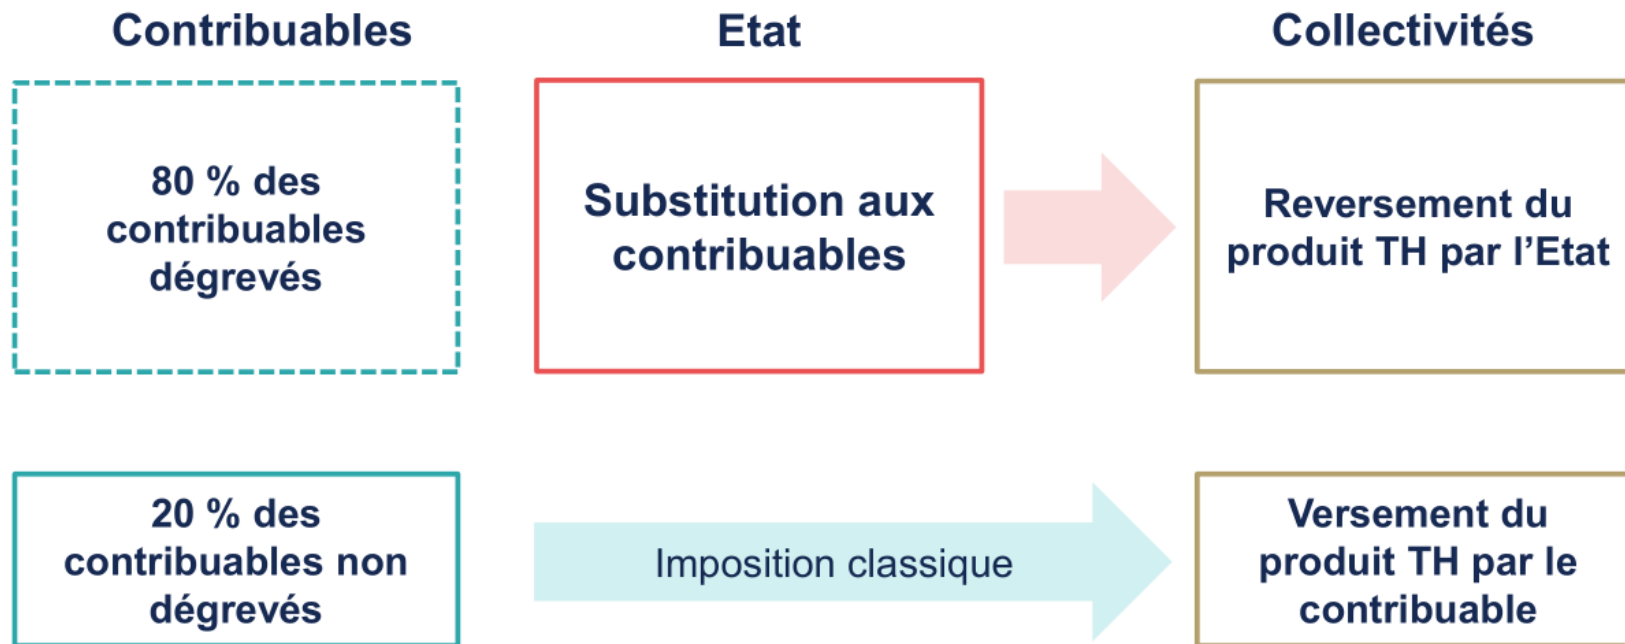 Contribuables
Etat
Collectivités
80 % des
contribuables
dégrevés
Substitution aux
contribuables
Reversement du
produit TH par l’Etat
20 % des
contribuables non
dégrevés
Imposition classique
Versement du
produit TH par le
contribuable